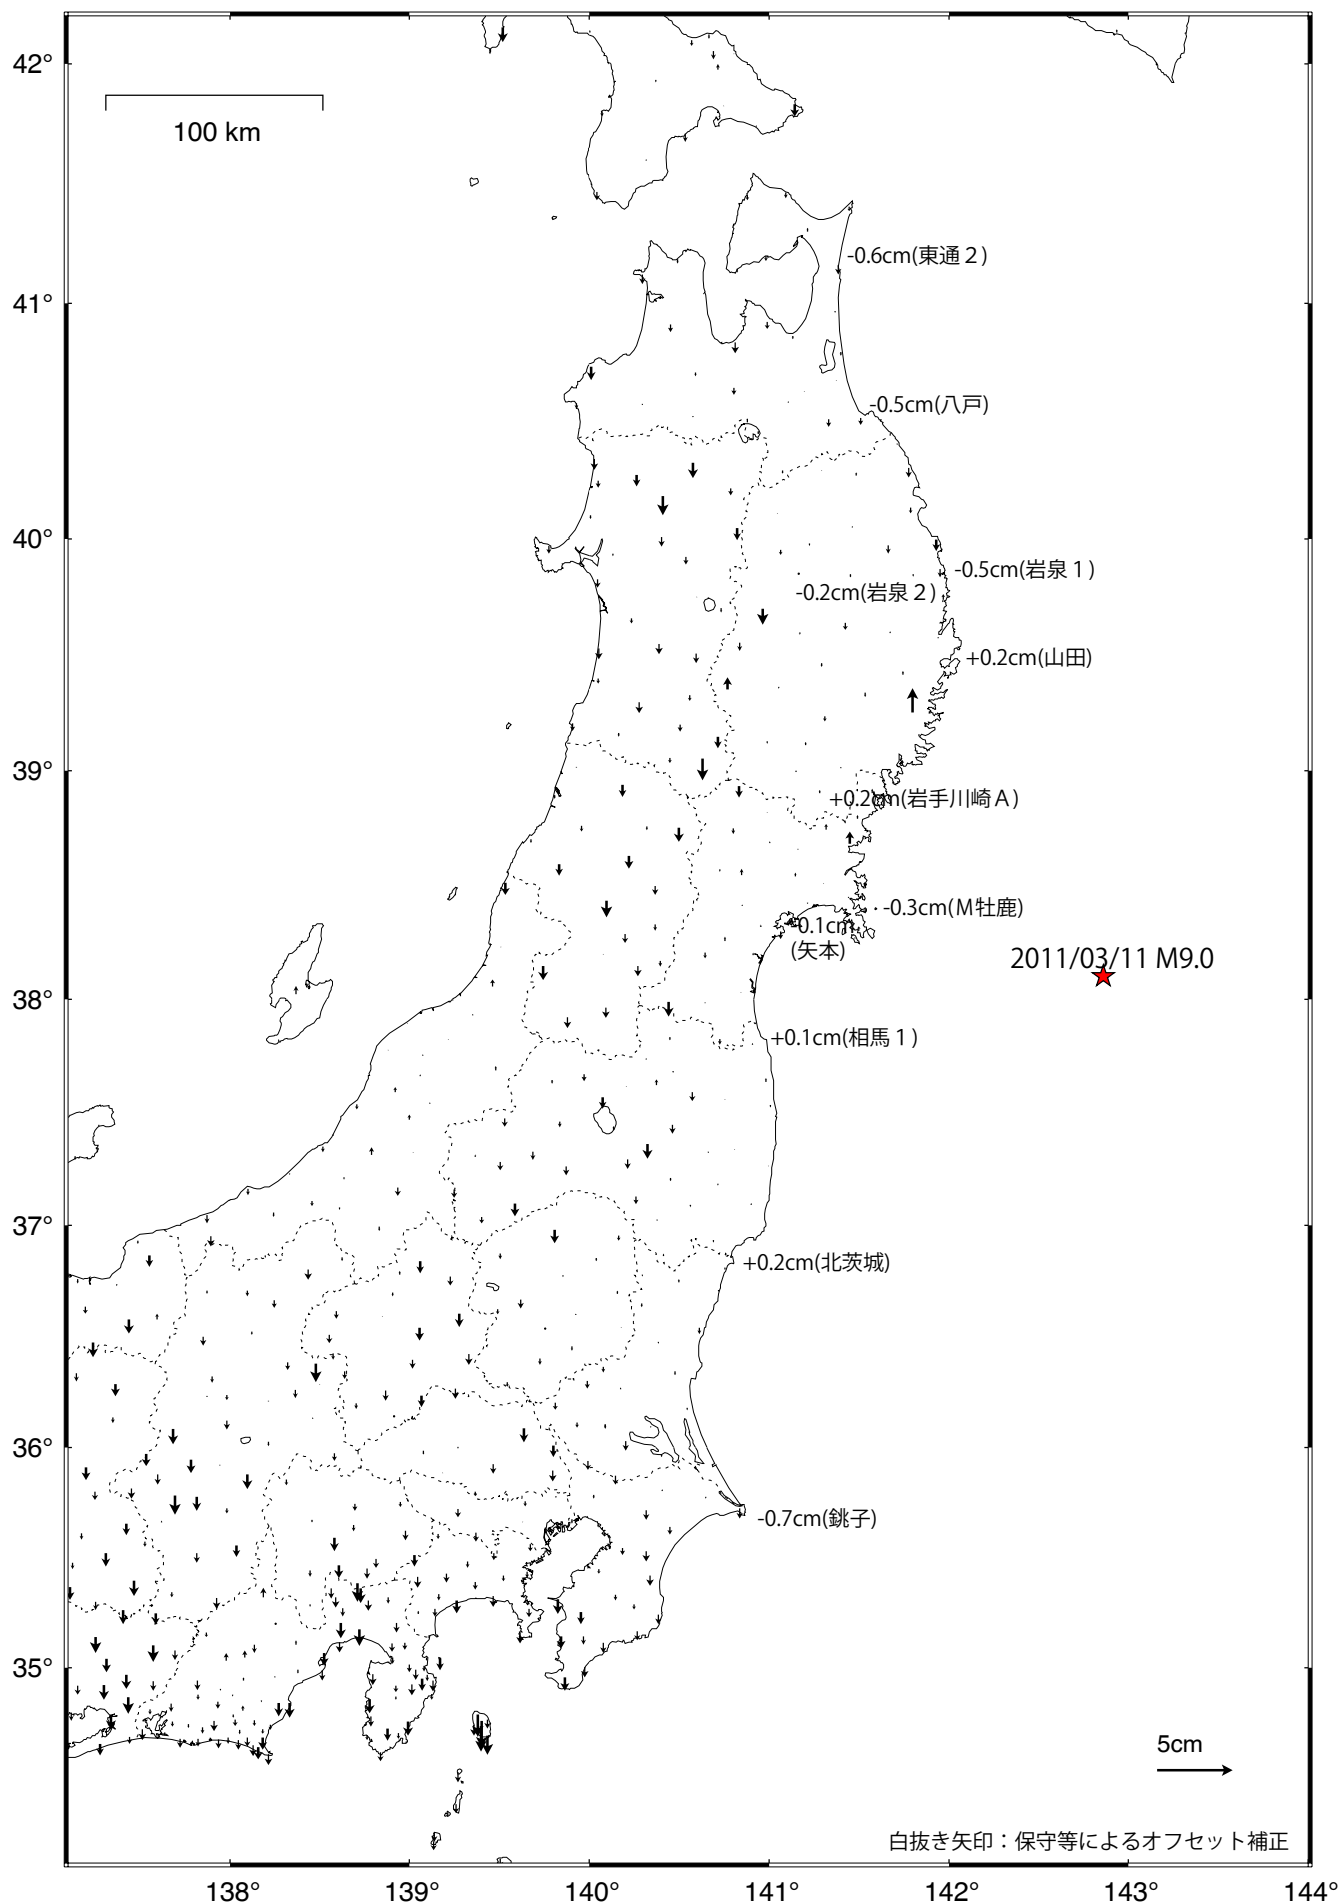 42°
100 km
-0.6cm(東通２)
41°
-0.5cm(八戸)
40°
-0.5cm(岩泉１)
-0.2cm(岩泉２)
+0.2cm(山田)
39°
+0.2cm(岩手川崎Ａ)
-0.3cm(Ｍ牡鹿)
-0.1cm
(矢本)
2011/03/11 M9.0
38°
+0.1cm(相馬１)
37°
+0.2cm(北茨城)
36°
-0.7cm(銚子)
35°
5cm
白抜き矢印：保守等によるオフセット補正
138° 139° 140° 141° 142° 143° 144°